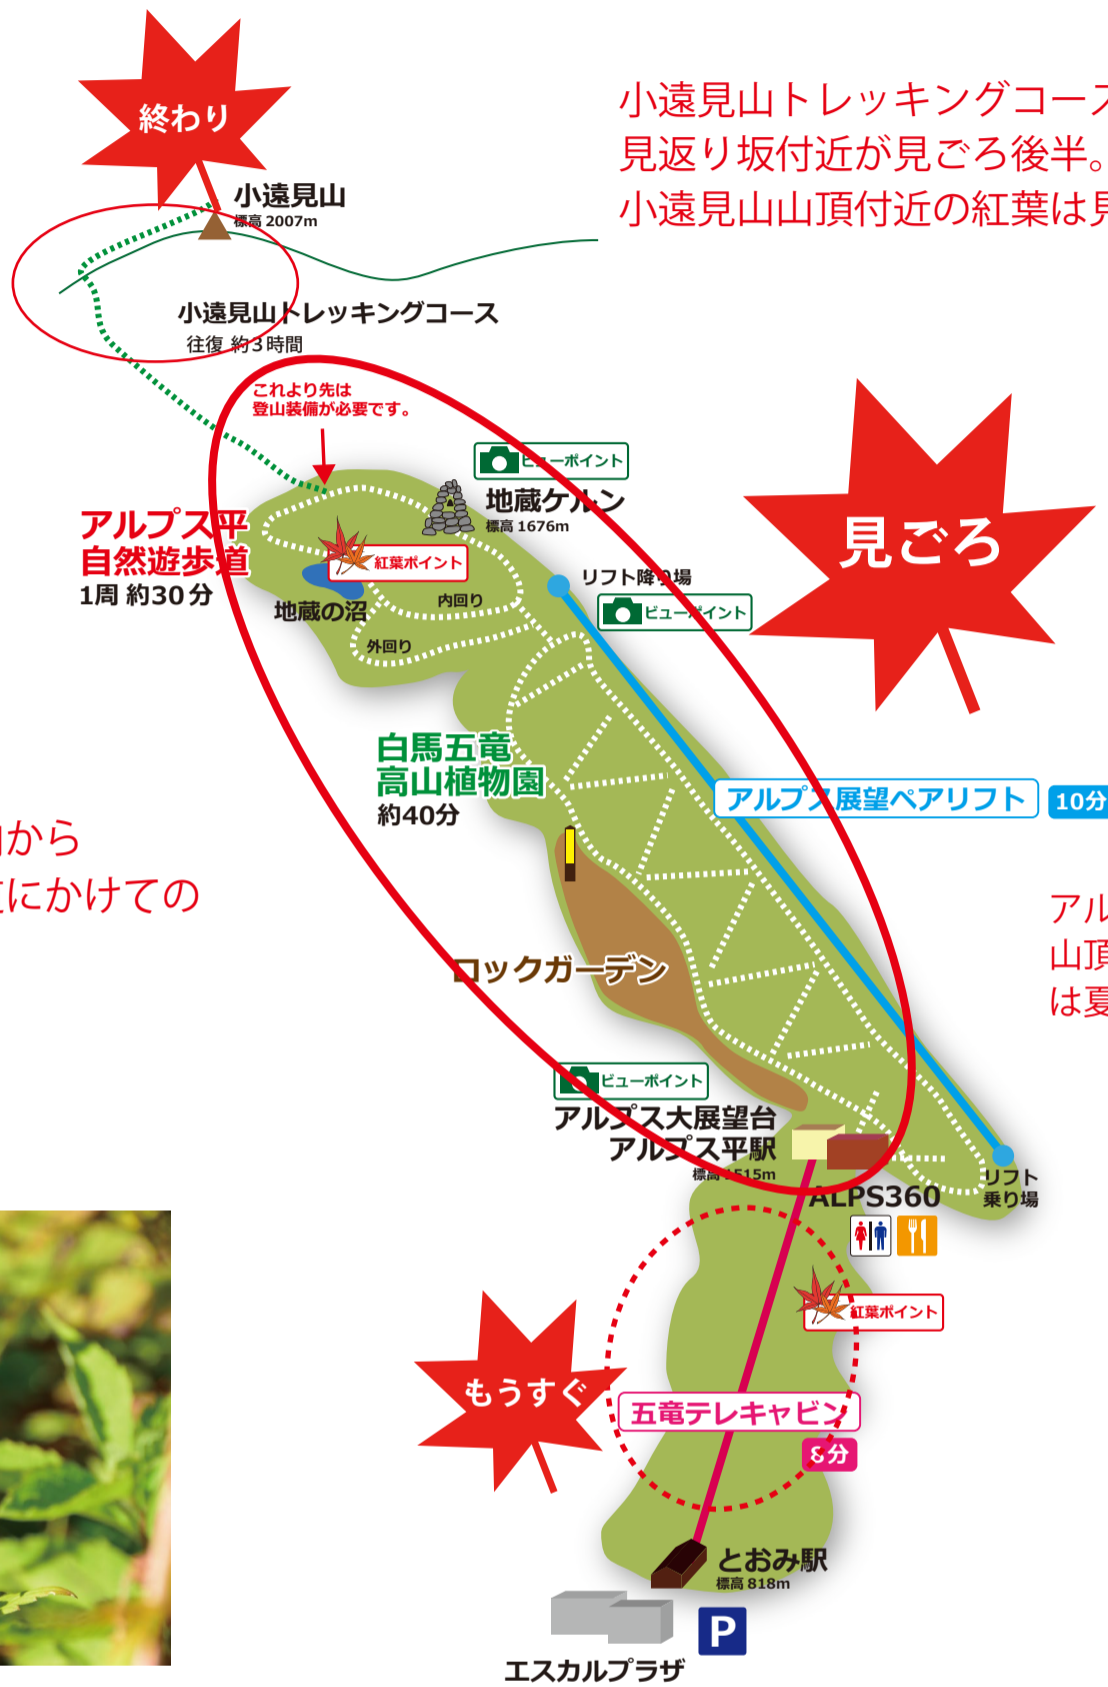 終わり
小遠見山トレッキングコース
見返り坂付近が見ごろ後半。
小遠見山山頂付近の紅葉は見
小遠見山
標高 2007m
小遠見山トレッキングコース
往復 約3時間
これより先は
登山装備が必要です。
ビューポイント
地蔵ケルン
標高 1676m
見ごろ
アルプス平
自然遊歩道
1周 約30分
紅葉ポイント
地蔵の沼
内回り
外回り
リフト降り場
ビューポイント
白馬五竜
高山植物園
約40分
アルプス展望ペアリフト
10分
から
にかけての
アル
山頂
は夏
ロックガーデン
ビューポイント
アルプス大展望台
アルプス平駅
標高 1515m
ALPS360
リフト
乗り場
紅葉ポイント
もうすぐ
五竜テレキャビン
8分
とおみ駅
標高 818m
P
エスカルプラザ